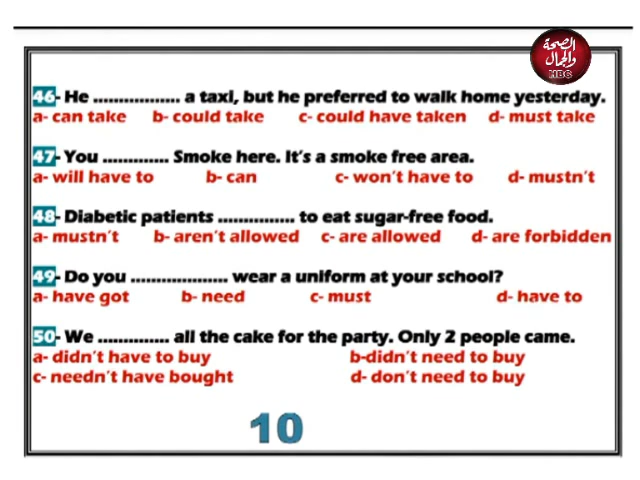 الصحة
والجمال
MBC
46- He ................. a taxi, but he preferred to walk home yesterday.
a- can take b- could take c- could have taken d- must take
47- You ............. Smoke here. It's a smoke free area.
a- will have to b- can c- won't have to d- mustn't
48- Diabetic patients ............... to eat sugar-free food.
a- mustn't b- aren't allowed c- are allowed d- are forbidden
49- Do you ................... wear a uniform at your school?
a- have got b- need c- must d- have to
50- We .............. all the cake for the party. Only 2 people came.
a- didn't have to buy b-didn't need to buy
c- needn't have bought d- don't need to buy
10